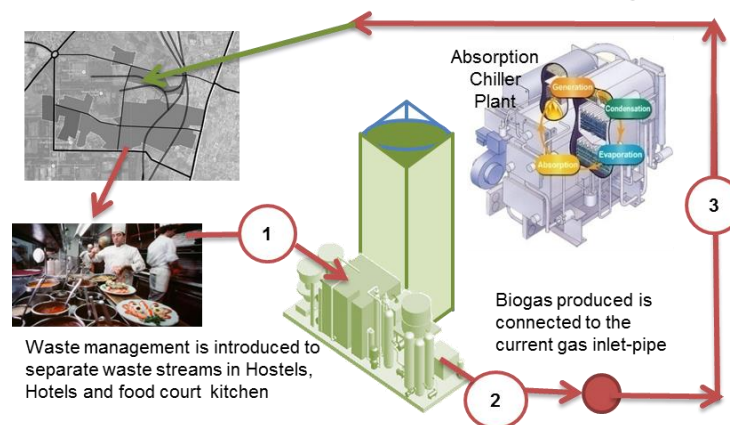 Absorption
Chiller
Plant
Generation
Condensation
Absorption
Evaporation
1
3
Biogas produced is
connected to the
current gas inlet-pipe
Waste management is introduced to
separate waste streams in Hostels,
Hotels and food court kitchen
2